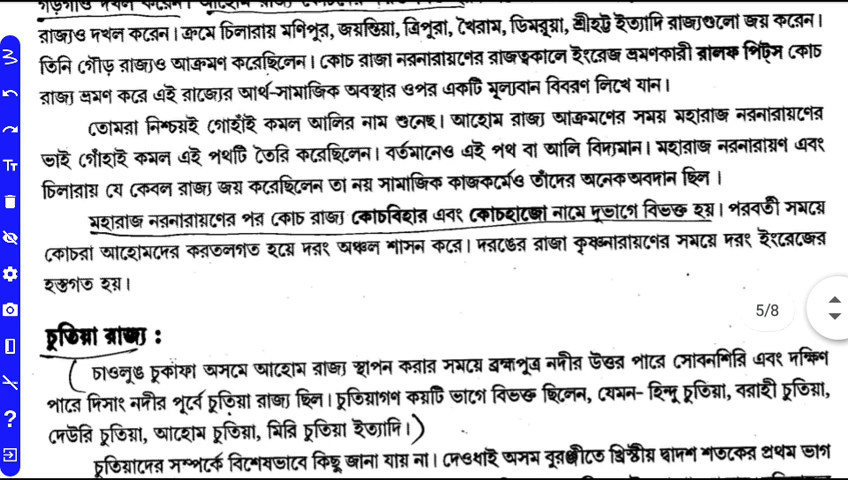 রাজ্যও দখল করেন। ক্রমে চিলারায় মণিপুর, জয়ন্তিয়া, ত্রিপুরা, খৈরাম, ডিমরুয়া, শ্রীহট্ট ইত্যাদি রাজ্যগুলো জয় করেন।
তিনি গৌড় রাজ্যও আক্রমণ করেছিলেন। কোচ রাজা নরনারায়ণের রাজত্বকালে ইংরেজ ভ্রমণকারী রালফ পিটস কোচ
রাজ্য ভ্রমণ করে এই রাজ্যের আর্থ-সামাজিক অবস্থার ওপর একটি মূল্যবান বিবরণ লিখে যান।
তোমরা নিশ্চয়ই গোহাঁই কমল আলির নাম শুনেছ। আহোম রাজ্য আক্রমণের সময় মহারাজ নরনারায়ণের
ভাই গোঁহাই কমল এই পথটি তৈরি করেছিলেন। বর্তমানেও এই পথ বা আলি বিদ্যমান। মহারাজ নরনারায়ণ এবং
চিলারায় যে কেবল রাজ্য জয় করেছিলেন তা নয় সামাজিক কাজকর্মেও তাঁদের অনেক অবদান ছিল।
মহারাজ নরনারায়ণের পর কোচ রাজ্য কোচবিহার এবং কোচহাজো নামে দুভাগে বিভক্ত হয়। পরবর্তী সময়ে
কোচরা আহোমদের করতলগত হয়ে দরং অঞ্চল শাসন করে। দরঙের রাজা কৃষ্ণনারায়ণের সময়ে দরং ইংরেজের
হস্তগত হয়।
5/8
চুতিয়া রাজ্য :
চাওলুঙ চুকাফা অসমে আহোম রাজ্য স্থাপন করার সময়ে ব্রহ্মপুত্র নদীর উত্তর পারে সোবনশিরি এবং দক্ষিণ
পারে দিসাং নদীর পূর্বে চুতিয়া রাজ্য ছিল। চুতিয়াগণ কয়টি ভাগে বিভক্ত ছিলেন, যেমন- হিন্দু চুতিয়া, বরাহী চুতিয়া,
দেউরি চুতিয়া, আহোম চুতিয়া, মিরি চুতিয়া ইত্যাদি।
চুতিয়াদের সম্পর্কে বিশেষভাবে কিছু জানা যায় না। দেওধাই অসম বুরঞ্জীতে খ্রিস্টীয় দ্বাদশ শতকের প্রথম ভাগ